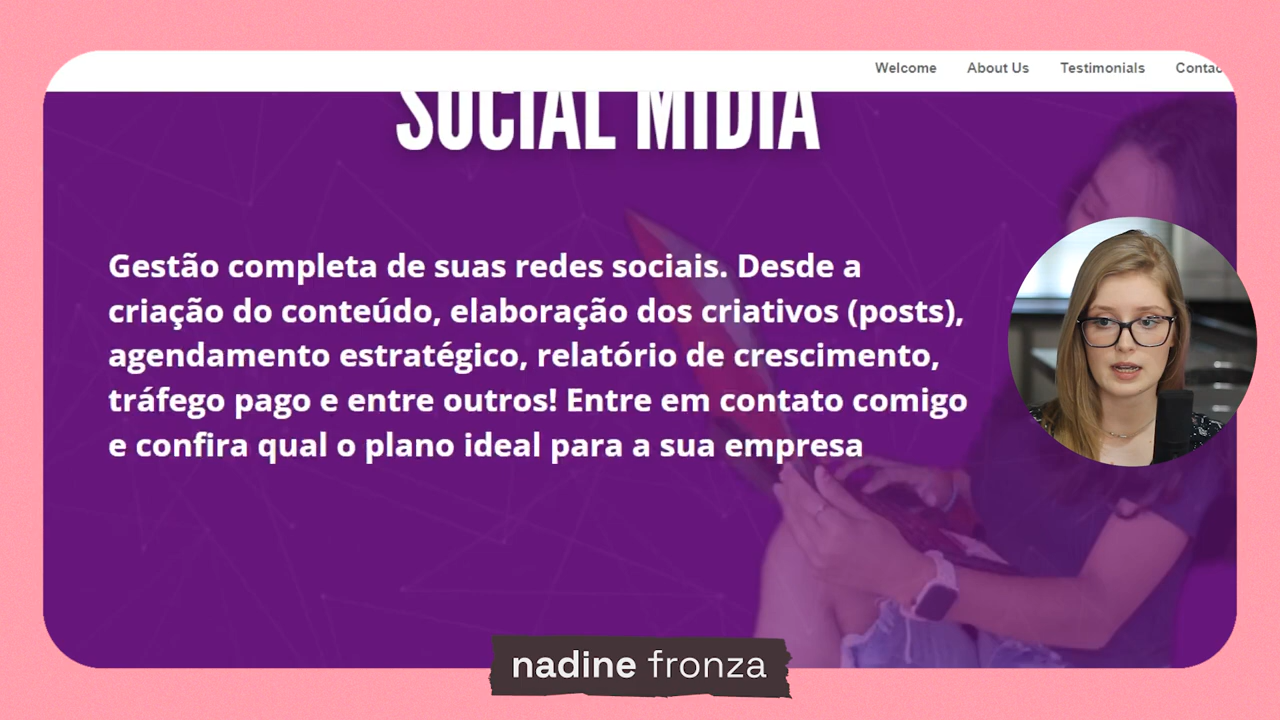 Welcome About Us Testimonials
SOCIAL MIDIA
Gestão completa de suas redes sociais. Desde a
criação do conteúdo, elaboração dos criativos (posts),
agendamento estratégico, relatório de crescimento,
tráfego pago e entre outros! Entre em contato comigo
e confira qual o plano ideal para a sua empresa
nadine fronza